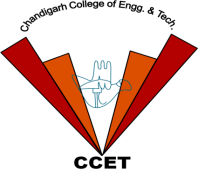 Chandigarh College of Engg. & Tech.
CCET